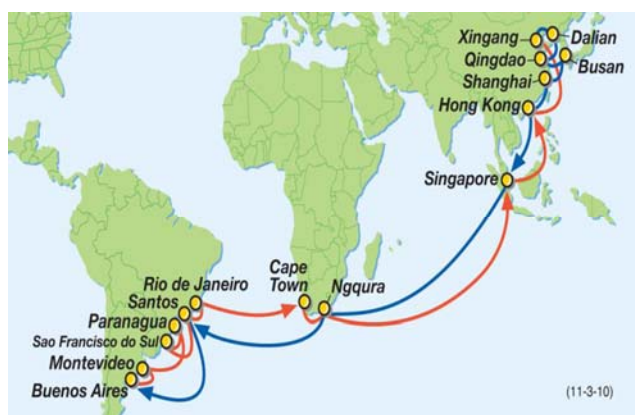 Xingang
Dalian
Qingdao
Busan
Shanghai
Hong Kong
Singapore
Rio de Janeiro
Cape
Town
Ngqura
Santos
Paranagua
Sao Francisco do Sul
Montevideo
Buenos Aires
(11-3-10)